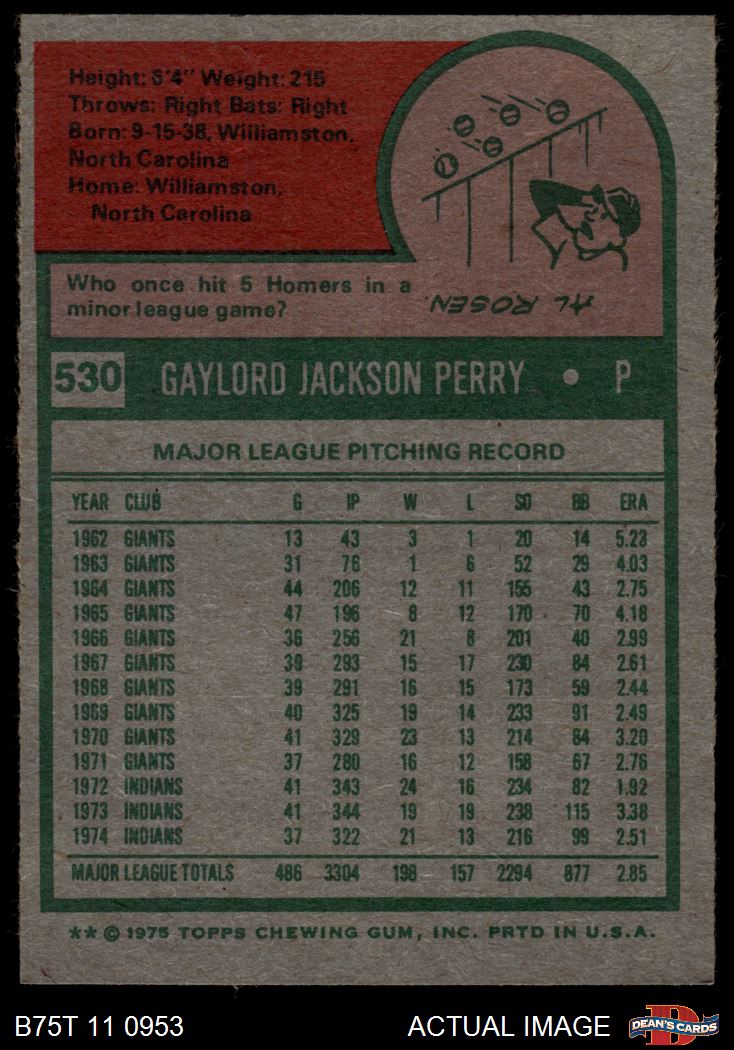 Height: 6'4" Weight: 215
Throws: Right Bats: Right
Born: 9-15-38, Williamston,
North Carolina
Home: Williamston,
North Carolina
Who once hit 5 Homers in a
minor league game?
AL ROSEN.
530 GAYLORD JACKSON PERRY • P
MAJOR LEAGUE PITCHING RECORD
YEAR CLUB G IP W L SO BB ERA
1962 GIANTS 13 43 3 1 20 14 5.23
1963 GIANTS 31 76 1 6 52 29 4.03
1964 GIANTS 44 206 12 11 155 43 2.75
1965 GIANTS 47 196 8 12 170 70 4.18
1966 GIANTS 36 256 21 8 201 40 2.99
1967 GIANTS 39 293 15 17 230 84 2.61
1968 GIANTS 39 291 16 15 173 59 2.44
1969 GIANTS 40 325 19 14 233 91 2.49
1970 GIANTS 41 329 23 13 214 84 3.20
1971 GIANTS 37 280 16 12 158 67 2.76
1972 INDIANS 41 343 24 16 234 82 1.92
1973 INDIANS 41 344 19 19 238 115 3.38
1974 INDIANS 37 322 21 13 216 99 2.51
MAJOR LEAGUE TOTALS 486 3304 198 157 2294 877 2.85
** © 1975 TOPPS CHEWING GUM, INC. PRTD IN U.S.A.
B75T 11 0953 ACTUAL IMAGE DEAN'S CARDS